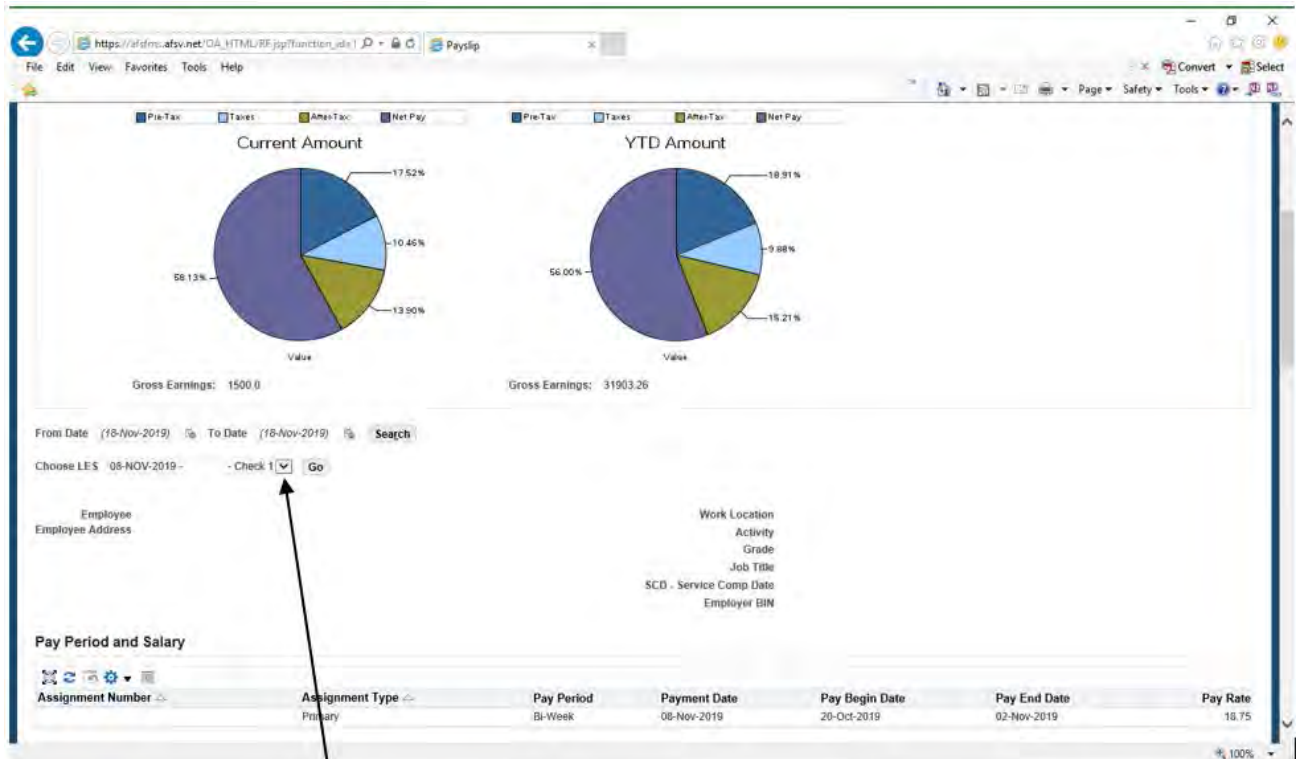 https://afsfms.afsv.net/OA_HTML/RF.jsp?function_id=1
Payslip
File Edit View Favorites Tools Help
Convert Select
Page Safety Tools
Pre-Tax Taxes After-Tax Net Pay
Pre-Tax Taxes After-Tax Net Pay
Current Amount
YTD Amount
17.52%
18.91%
10.46%
9.88%
58.13%
56.00%
13.90%
15.21%
Value
Value
Gross Earnings: 1500.0
Gross Earnings: 31903.26
From Date (18-Nov-2019) To Date (18-Nov-2019) Search
Choose LES 08-NOV-2019 - - Check 1 Go
Employee
Employee Address
Work Location
Activity
Grade
Job Title
SCD - Service Comp Date
Employer BIN
Pay Period and Salary
Assignment Number Assignment Type Pay Period Payment Date Pay Begin Date Pay End Date Pay Rate
Primary Bi-Week 08-Nov-2019 20-Oct-2019 02-Nov-2019 18.75
100%